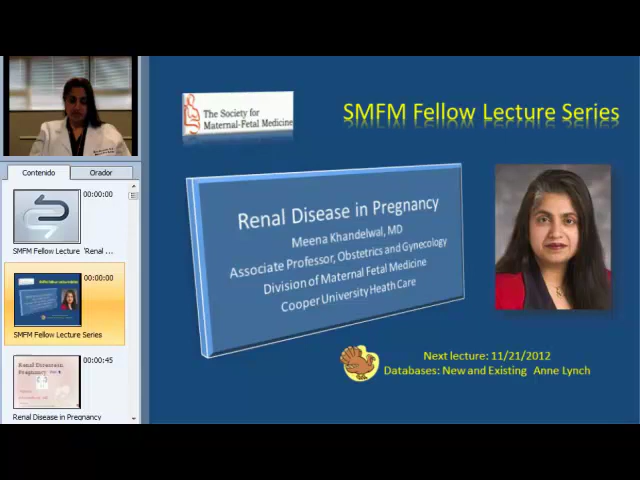 The Society for
Maternal-Fetal Medicine
SMFM Fellow Lecture Series
Renal Disease in Pregnancy
Meena Khandelwal, MD
Associate Professor, Obstetrics and Gynecology
Division of Maternal Fetal Medicine
Cooper University Heath Care
Next lecture: 11/21/2012
Databases: New and Existing Anne Lynch
Contenido
Orador
00:00:00
SMFM Fellow Lecture 'Renal ...
00:00:00
SMFM Fellow Lecture Series
00:00:45
Renal Disease in Pregnancy